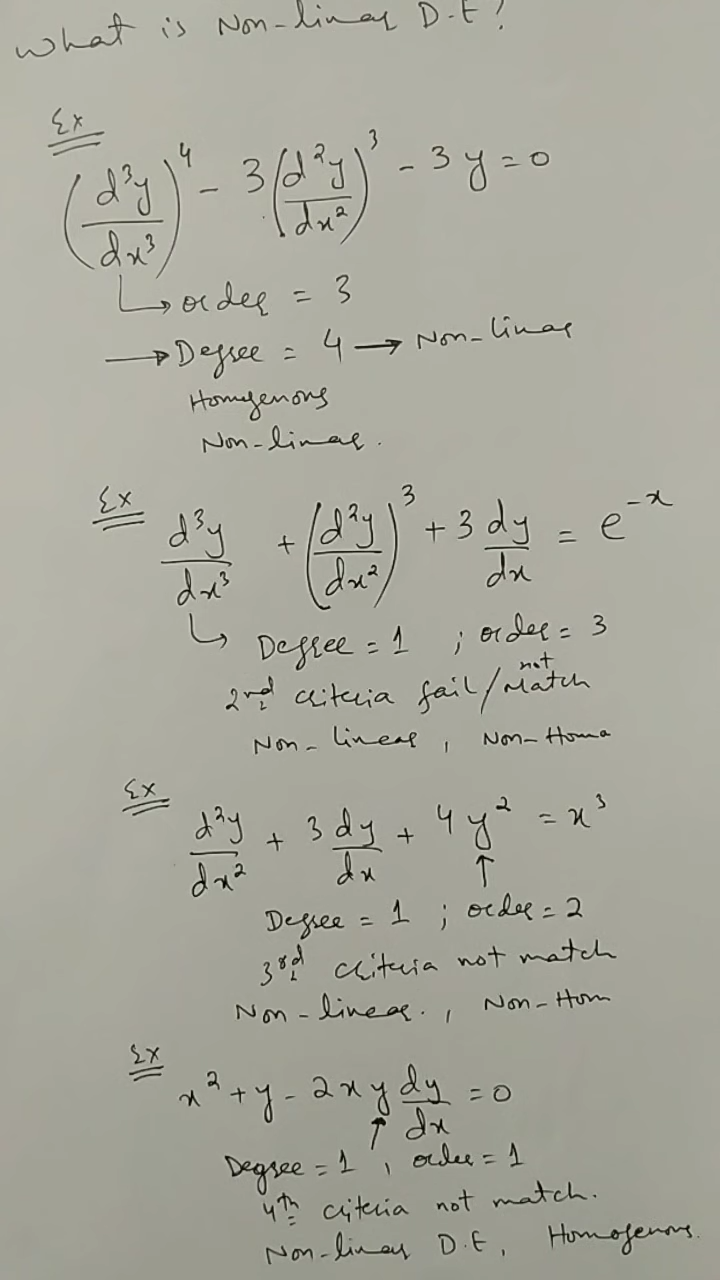 What is Non-linear D.E?
Ex
(d³y/dx³)⁴ - 3(d²y/dx²)³ - 3y = 0
↳ order = 3
→ Degree = 4 → Non-linear
Homogenous
Non-linear.
Ex
d³y/dx³ + (d²y/dx²)³ + 3 dy/dx = e⁻ˣ
↳ Degree = 1 ; order = 3
2nd criteria fail/not Match
Non-linear, Non-Homo
Ex
d²y/dx² + 3 dy/dx + 4y² = x³
↑
Degree = 1 ; order = 2
3rd criteria not match
Non-linear., Non-Hom
Ex
x² + y - 2xy dy/dx = 0
↑
Degree = 1, order = 1
4th criteria not match.
Non-linear D.E, Homogenous.